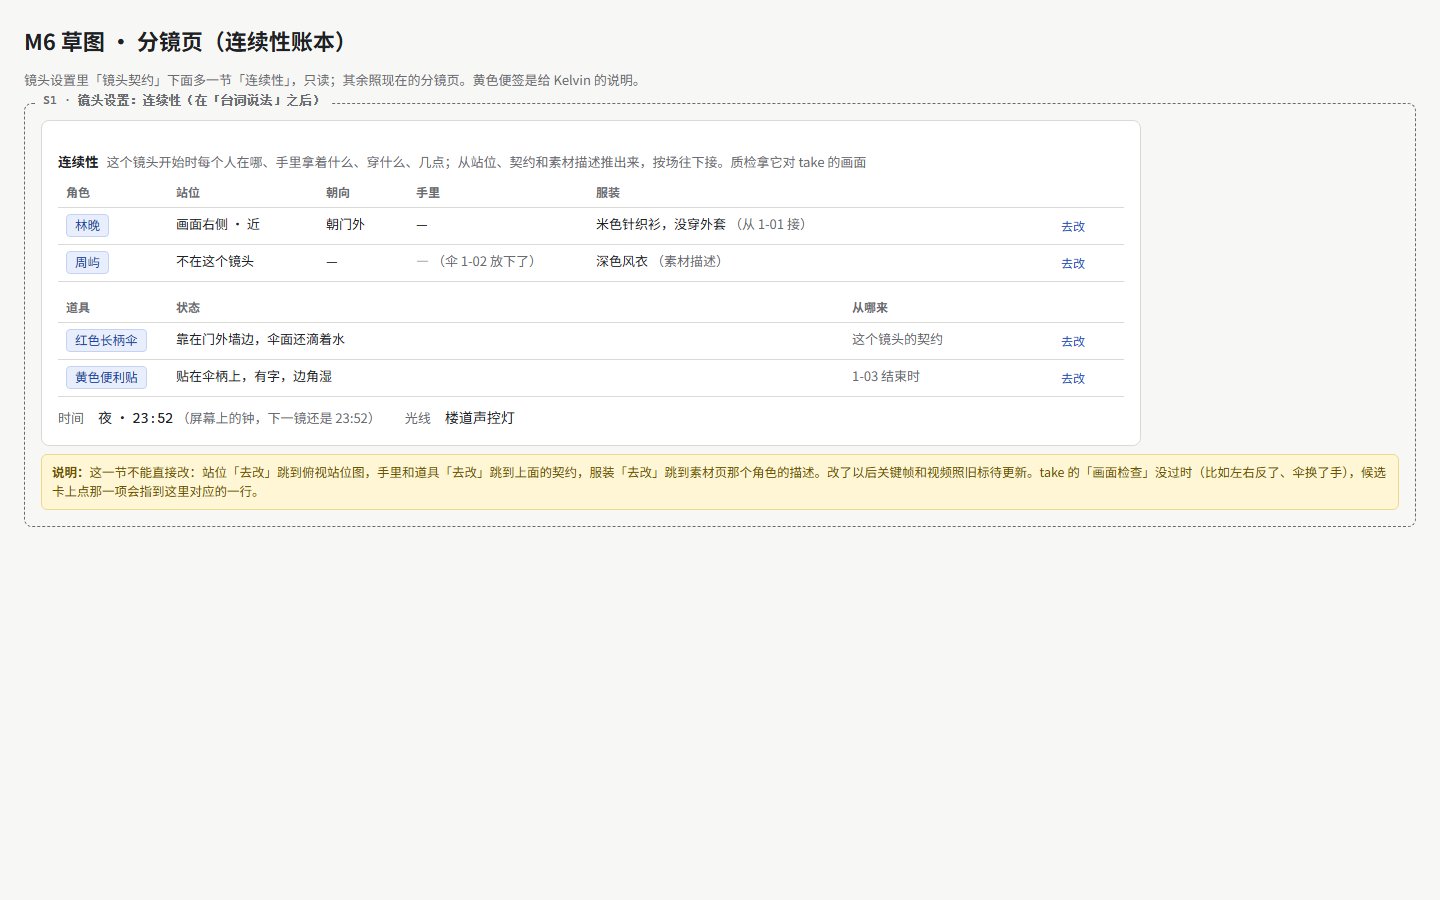 M6 草图 · 分镜页（连续性账本）
镜头设置里「镜头契约」下面多一节「连续性」，只读；其余照现在的分镜页。黄色便签是给 Kelvin 的说明。
S1 · 镜头设置：连续性（在「台词说法」之后）
连续性 这个镜头开始时每个人在哪、手里拿着什么、穿什么、几点；从站位、契约和素材描述推出来，按场往下接。质检拿它对 take 的画面
角色 站位 朝向 手里 服装
林晚 画面右侧 · 近 朝门外 — 米色针织衫，没穿外套 （从 1-01 接） 去改
周屿 不在这个镜头 — — （伞 1-02 放下了） 深色风衣 （素材描述） 去改
道具 状态 从哪来
红色长柄伞 靠在门外墙边，伞面还滴着水 这个镜头的契约 去改
黄色便利贴 贴在伞柄上，有字，边角湿 1-03 结束时 去改
时间 夜 · 23:52 （屏幕上的钟，下一镜还是 23:52） 光线 楼道声控灯
说明：这一节不能直接改：站位「去改」跳到俯视站位图，手里和道具「去改」跳到上面的契约，服装「去改」跳到素材页那个角色的描述。改了以后关键帧和视频照旧标待更新。take 的「画面检查」没过时（比如左右反了、伞换了手），候选
卡上点那一项会指到这里对应的一行。